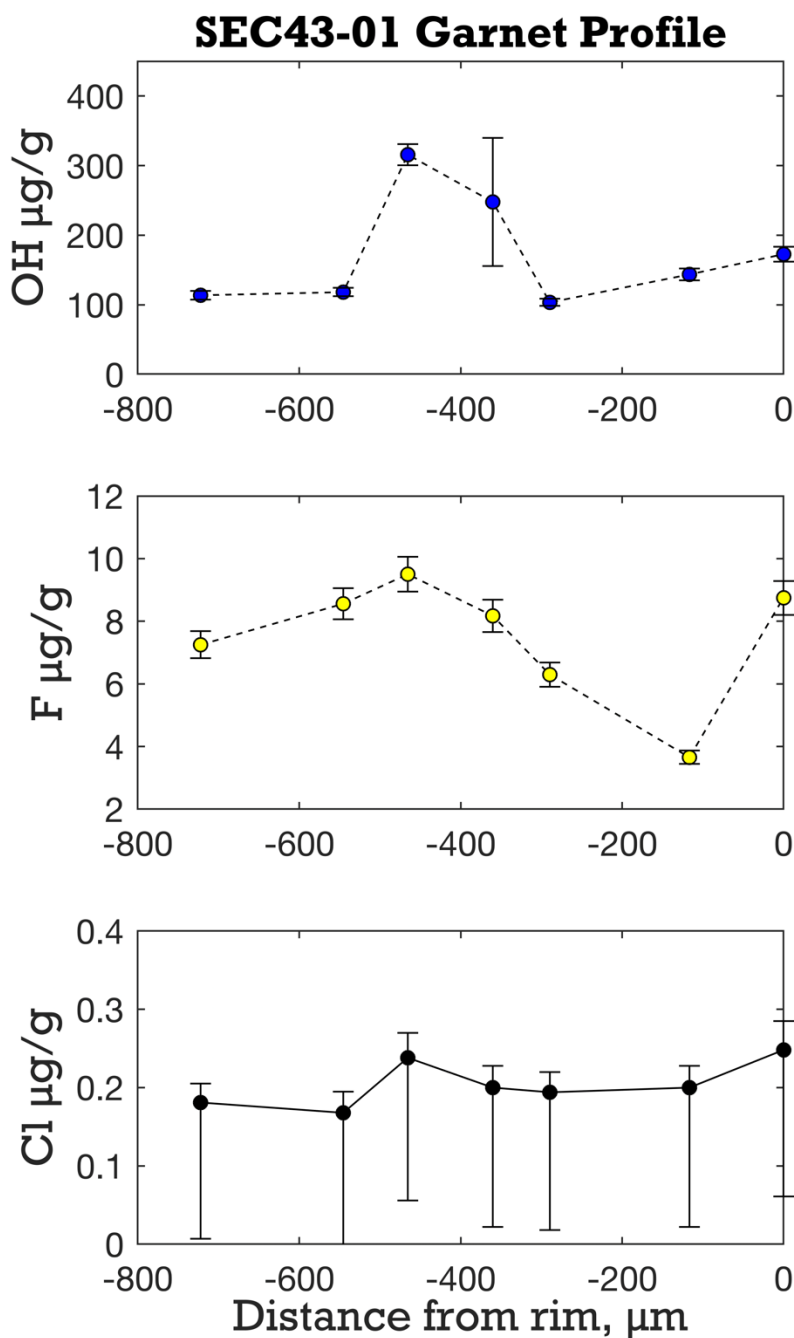 SEC43-01 Garnet Profile
OH µg/g
400
300
200
100
0
-800 -600 -400 -200 0
F µg/g
12
10
8
6
4
2
-800 -600 -400 -200 0
Cl µg/g
0.4
0.3
0.2
0.1
0
-800 -600 -400 -200 0
Distance from rim, µm